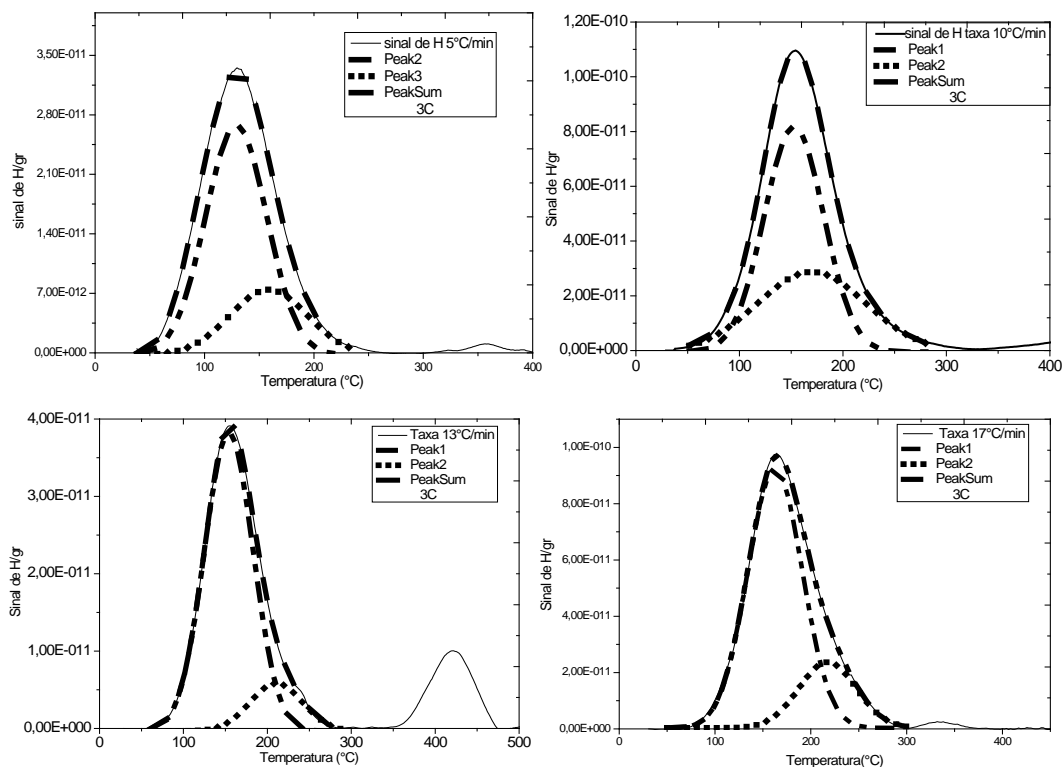 3,50E-011
2,80E-011
2,10E-011
1,40E-011
7,00E-012
0,00E+000
sinal de H/gr
sinal de H 5°C/min
Peak2
Peak3
PeakSum
3C
0 100 200 300 400
Temperatura (°C)
1,20E-010
1,00E-010
8,00E-011
6,00E-011
4,00E-011
2,00E-011
0,00E+000
Sinal de H/gr
sinal de H taxa 10°C/min
Peak1
Peak2
PeakSum
3C
0 100 200 300 400
Temperatura (°C)
4,00E-011
3,00E-011
2,00E-011
1,00E-011
0,00E+000
Sinal de H/gr
Taxa 13°C/min
Peak1
Peak2
PeakSum
3C
0 100 200 300 400 500
Temperatura (°C)
1,00E-010
8,00E-011
6,00E-011
4,00E-011
2,00E-011
0,00E+000
Sinal de H/gr
Taxa 17°C/min
Peak1
Peak2
PeakSum
3C
0 100 200 300 400
Temperatura(°C)